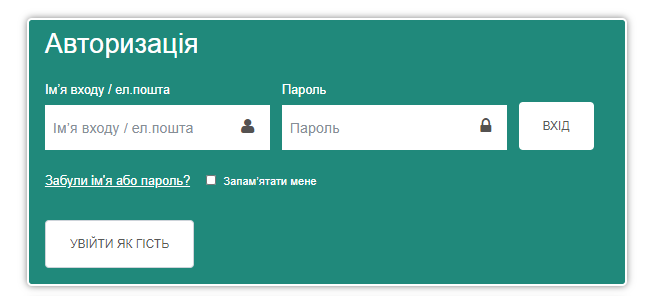 Авторизація
Ім'я входу / ел.пошта
Пароль
Ім'я входу / ел.пошта
Пароль
ВХІД
Забули ім'я або пароль?
Запам'ятати мене
УВІЙТИ ЯК ГІСТЬ